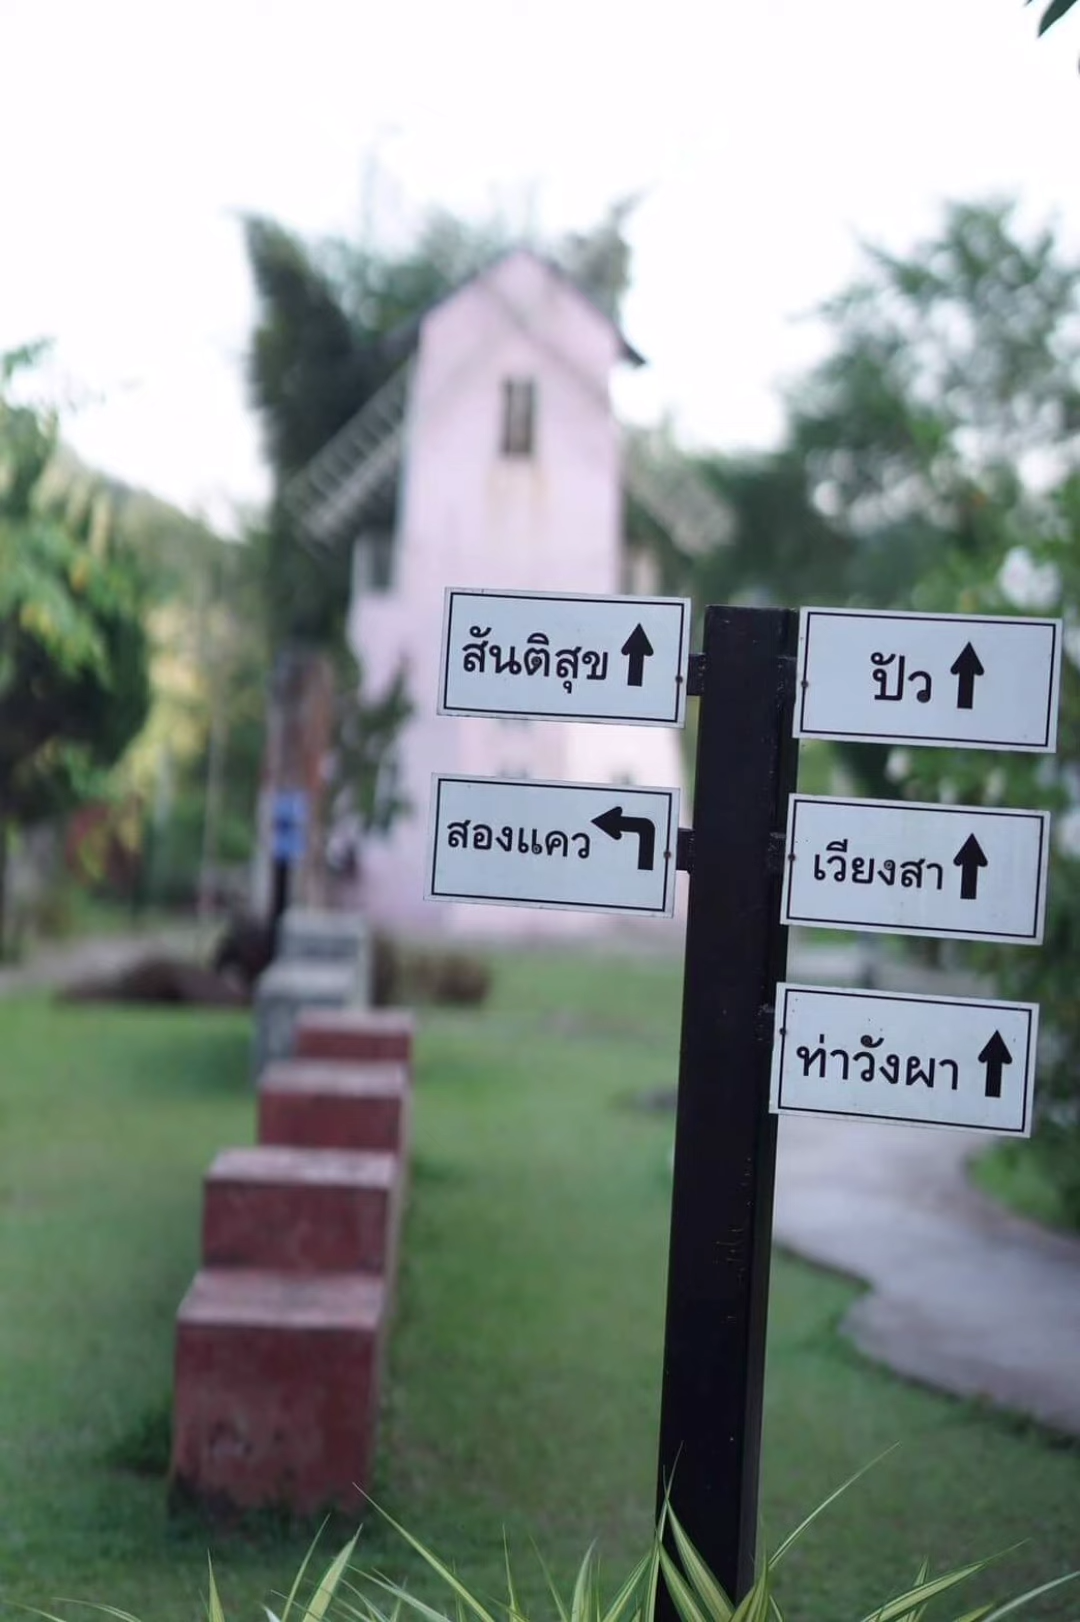 สันติสุข
สองแคว
ปัว
เวียงสา
ท่าวังผา